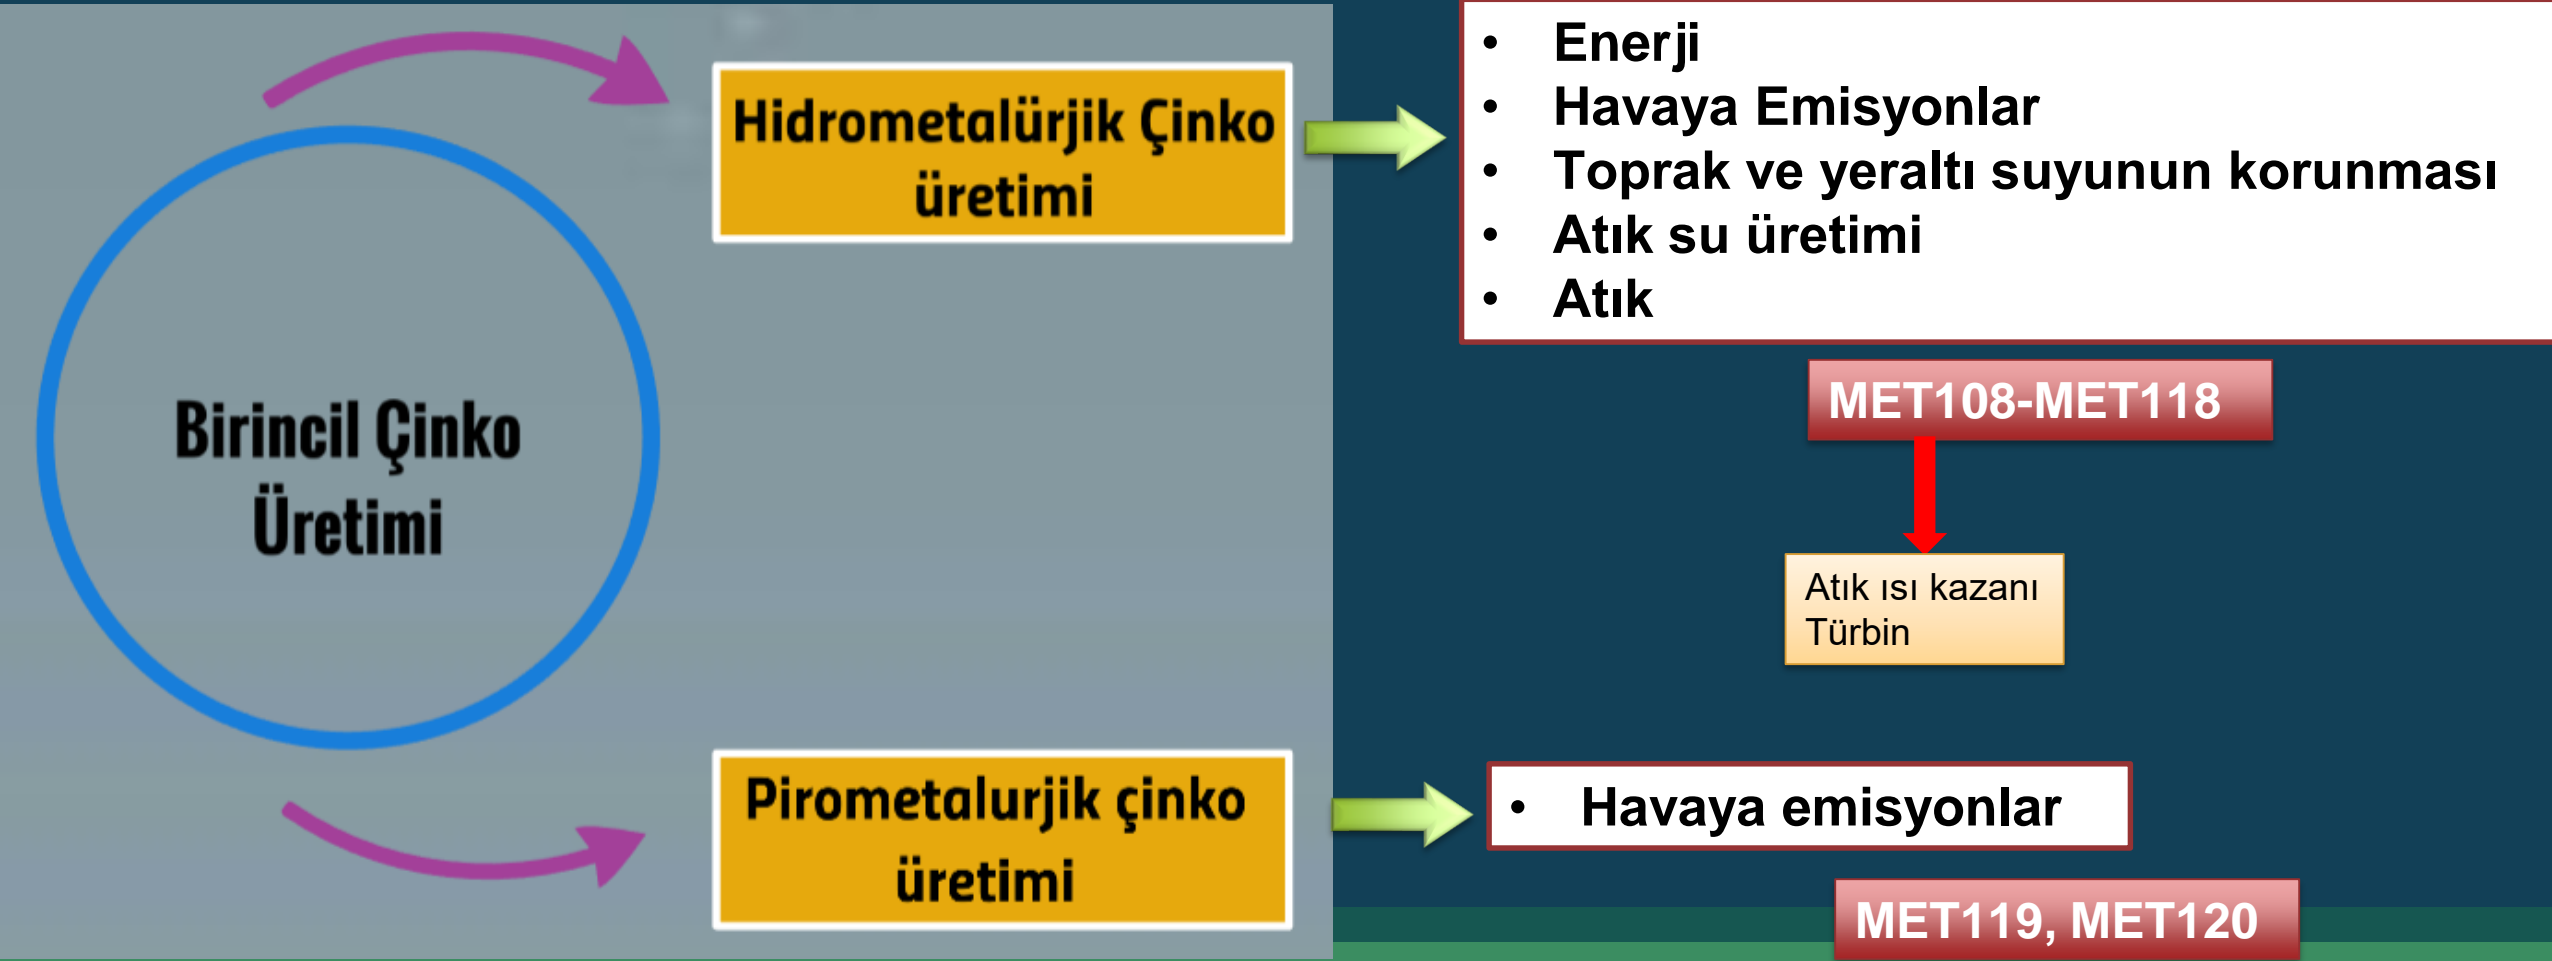 Birincil Çinko
Üretimi
Hidrometalürjik Çinko
üretimi
• Enerji
• Havaya Emisyonlar
• Toprak ve yeraltı suyunun korunması
• Atık su üretimi
• Atık
MET108-MET118
Atık ısı kazanı
Türbin
Pirometalurjik çinko
üretimi
• Havaya emisyonlar
MET119, MET120